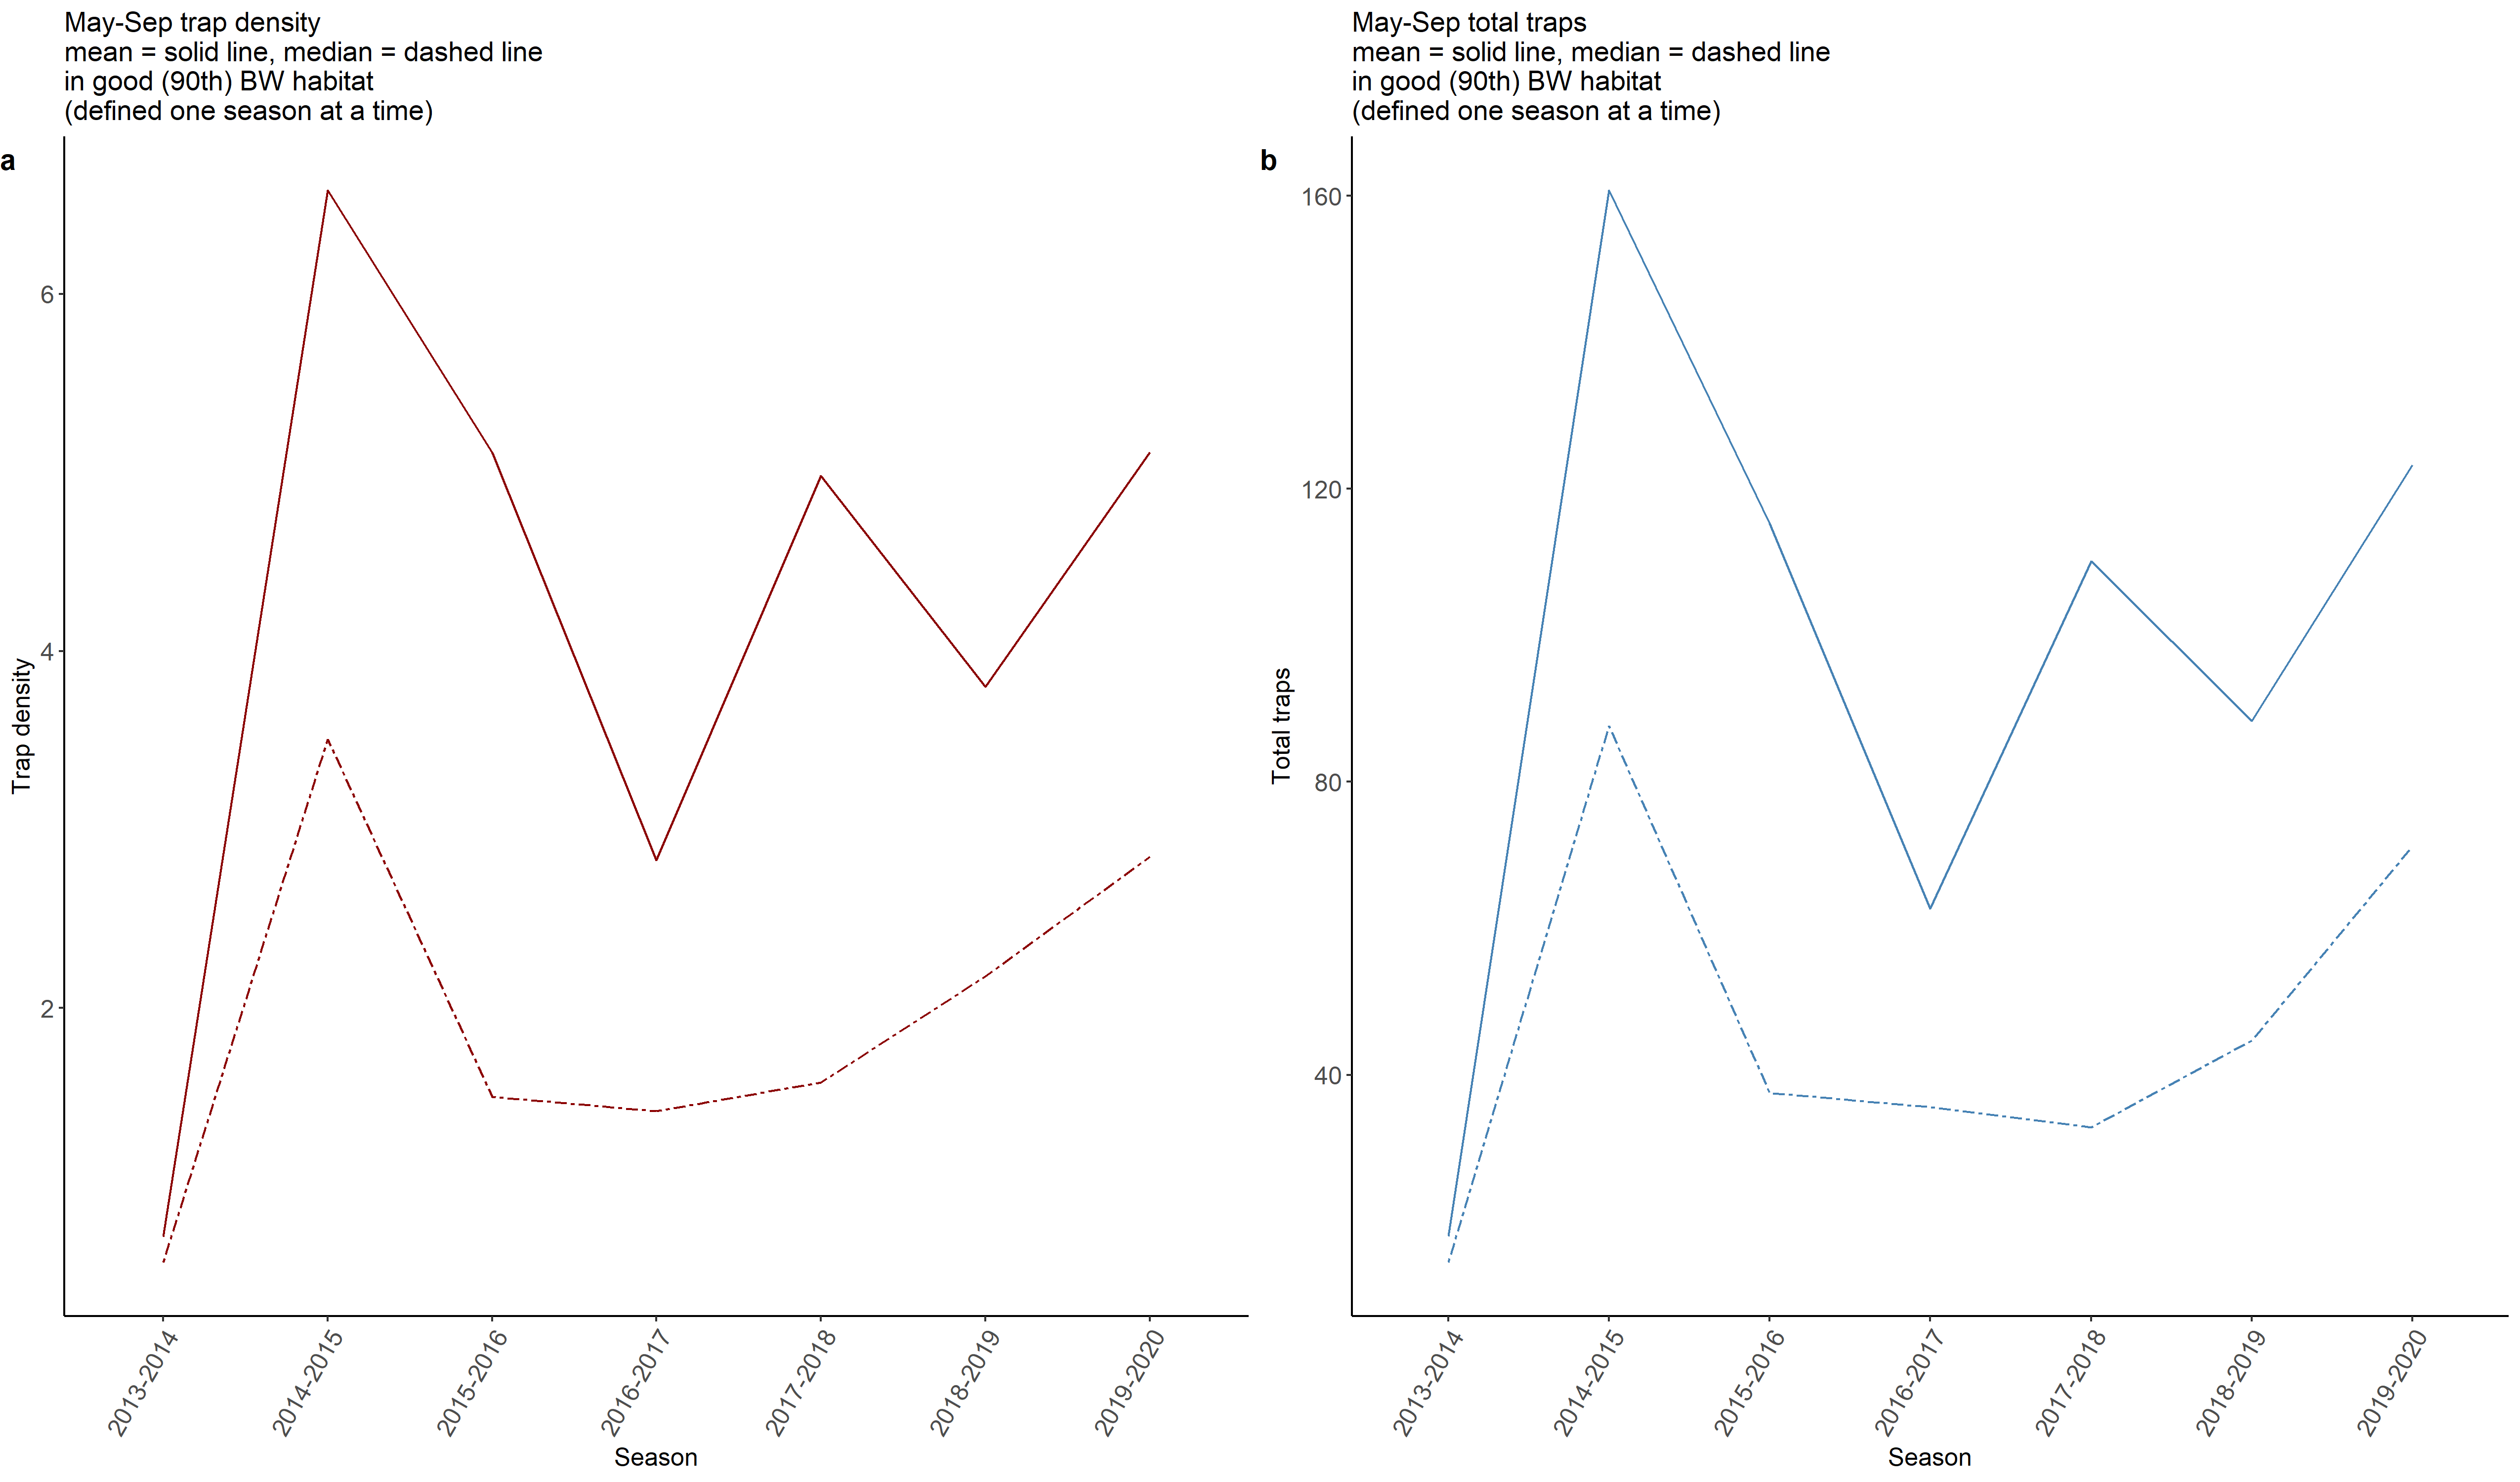 May-Sep trap density
mean = solid line, median = dashed line
in good (90th) BW habitat
(defined one season at a time)
a
6
4
2
Trap density
2013-2014
2014-2015
2015-2016
2016-2017
2017-2018
2018-2019
2019-2020
Season
May-Sep total traps
mean = solid line, median = dashed line
in good (90th) BW habitat
(defined one season at a time)
b
160
120
80
40
Total traps
2013-2014
2014-2015
2015-2016
2016-2017
2017-2018
2018-2019
2019-2020
Season